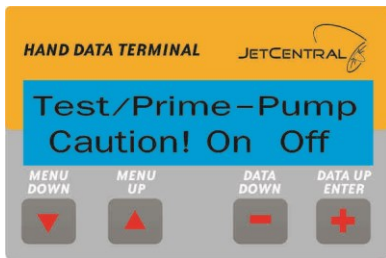 HAND DATA TERMINAL
JETCENTRAL
Test/Prime-Pump
Caution! On Off
MENU DOWN
MENU UP
DATA DOWN
DATA UP ENTER